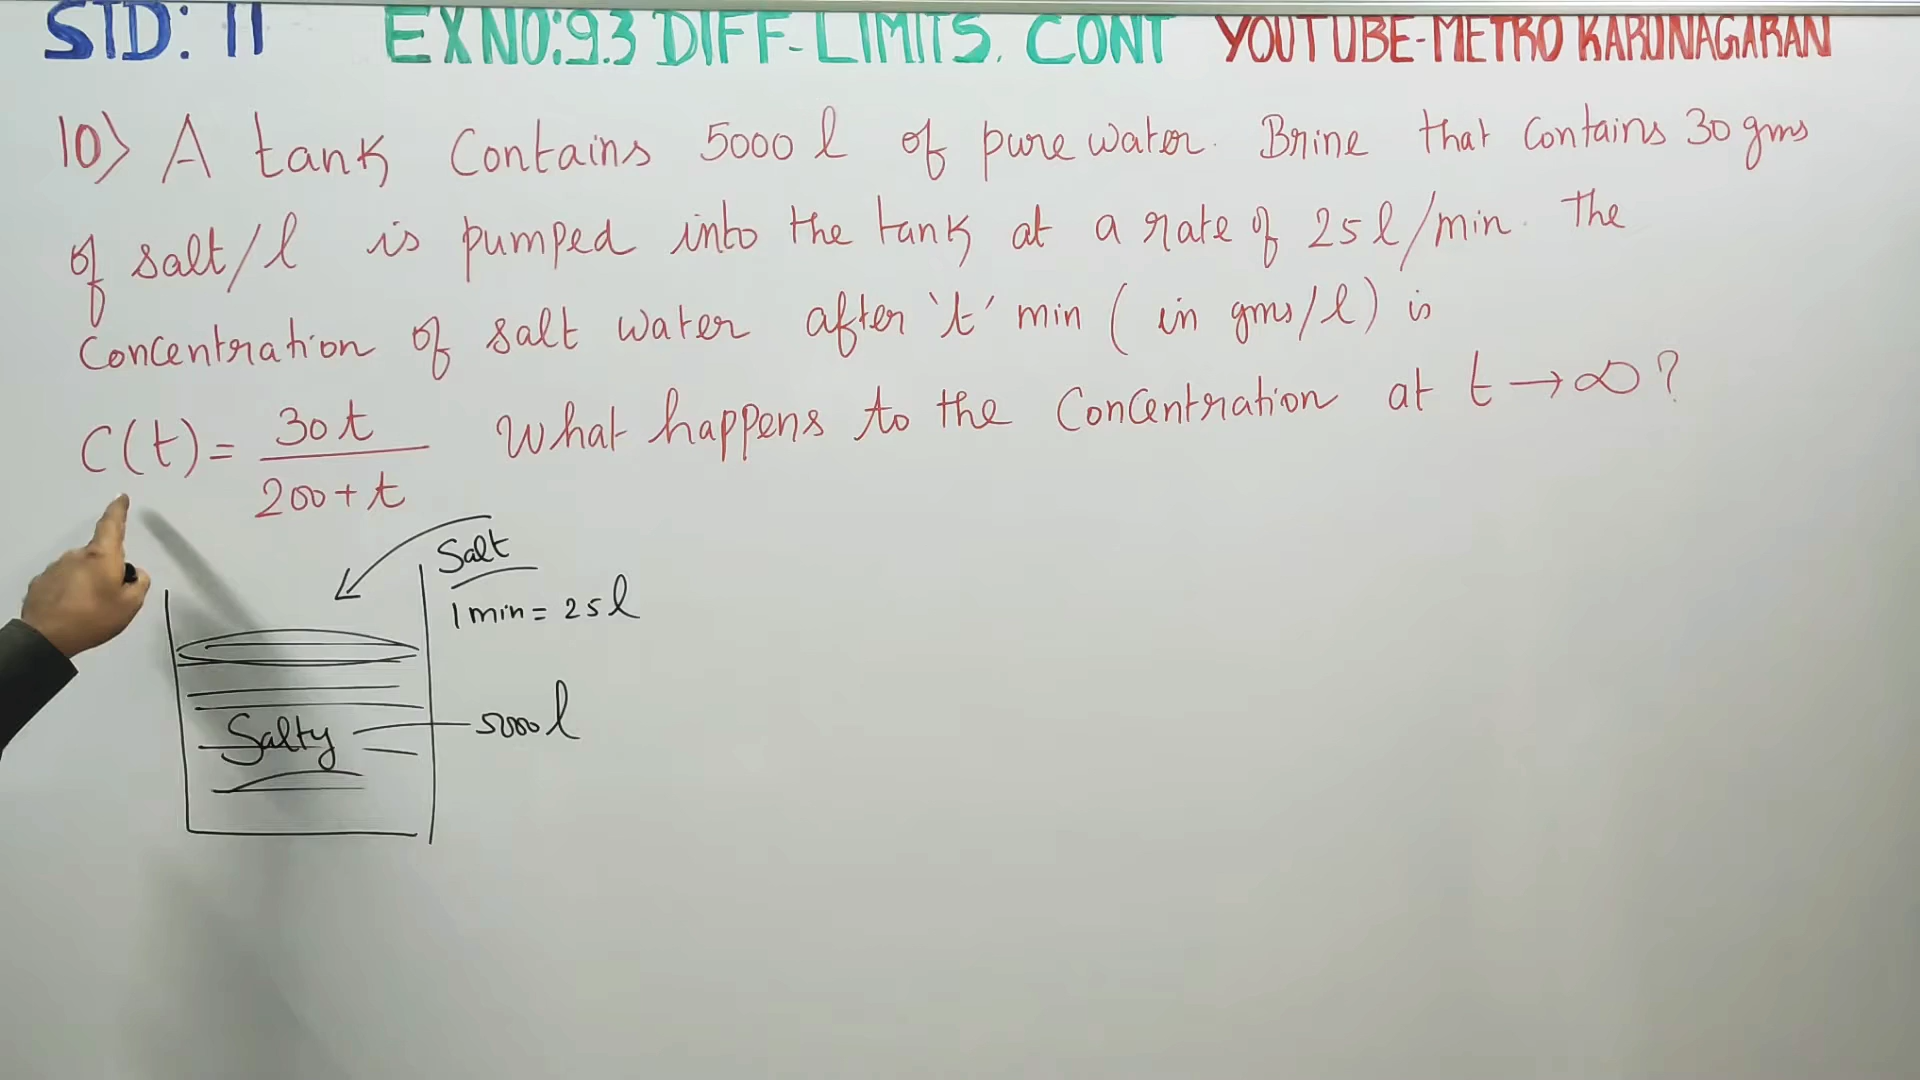 STD: 11 EX NO:9.3 DIFF-LIMITS. CONT YOUTUBE-METRO KARUNAGARAN
10) A tank Contains 5000 l of pure water. Brine that contains 30 gms
of salt/l is pumped into the tank at a rate of 25 l/min. The
Concentration of salt water after 't' min ( in gms/l) is
C(t) = 30t / 200+t What happens to the Concentration at t → ∞ ?
Salt
1 min = 25 l
Salty
5000 l